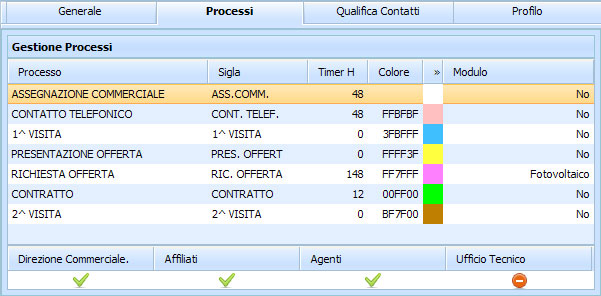 Generale Processi Qualifica Contatti Profilo
Gestione Processi
Processo Sigla Timer H Colore » Modulo
ASSEGNAZIONE COMMERCIALE ASS.COMM. 48 No
CONTATTO TELEFONICO CONT. TELEF. 48 FFBFBF No
1^ VISITA 1^ VISITA 0 3FBFFF No
PRESENTAZIONE OFFERTA PRES. OFFERT 0 FFFF3F No
RICHIESTA OFFERTA RIC. OFFERTA 148 FF7FFF Fotovoltaico
CONTRATTO CONTRATTO 12 00FF00 No
2^ VISITA 2^ VISITA 0 BF7F00 No
Direzione Commerciale. Affiliati Agenti Ufficio Tecnico